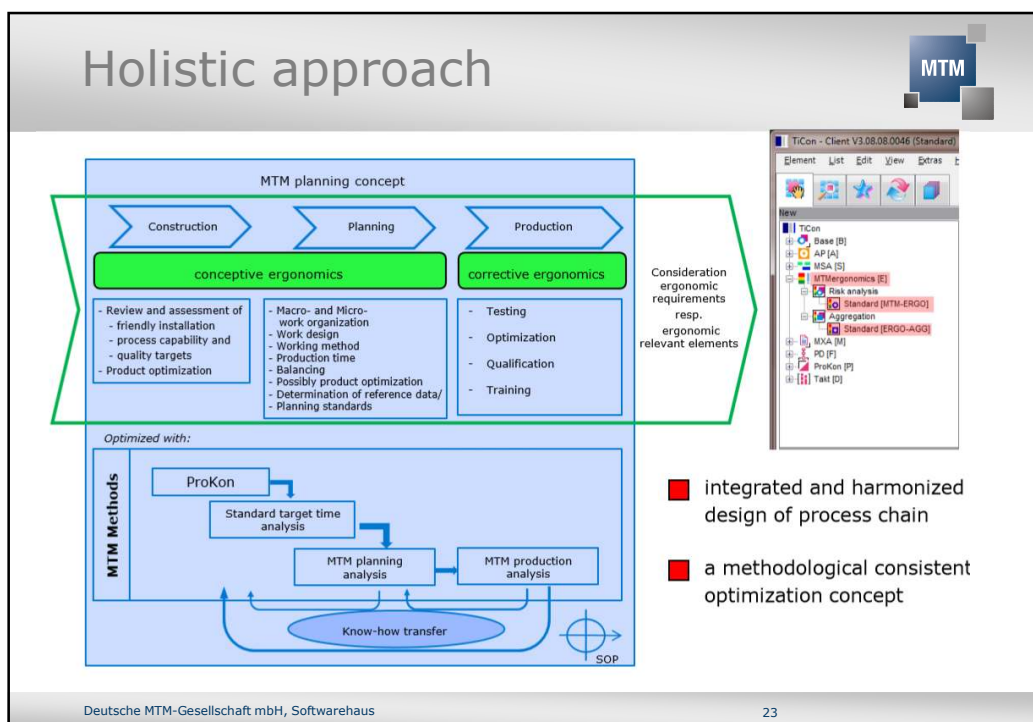 Holistic approach
MTM
MTM planning concept
Construction
Planning
Production
conceptive ergonomics
corrective ergonomics
- Review and assessment of
- friendly installation
- process capability and
- quality targets
- Product optimization
- Macro- and Micro-
work organization
- Work design
- Working method
- Production time
- Balancing
- Possibly product optimization
- Determination of reference data/
- Planning standards
- Testing
- Optimization
- Qualification
- Training
Consideration
ergonomic
requirements
resp.
ergonomic
relevant elements
Optimized with:
MTM Methods
ProKon
Standard target time
analysis
MTM planning
analysis
MTM production
analysis
Know-how transfer
SOP
TiCon - Client V3.08.08.0046 (Standard)
Element List Edit View Extras
New
TiCon
Base [B]
AP [A]
MSA [S]
MTMergonomics [E]
Risk analysis
Standard [MTM-ERGO]
Aggregation
Standard [ERGO-AGG]
MXA [M]
PD [F]
ProKon [P]
Takt [D]
integrated and harmonized
design of process chain
a methodological consistent
optimization concept
Deutsche MTM-Gesellschaft mbH, Softwarehaus
23